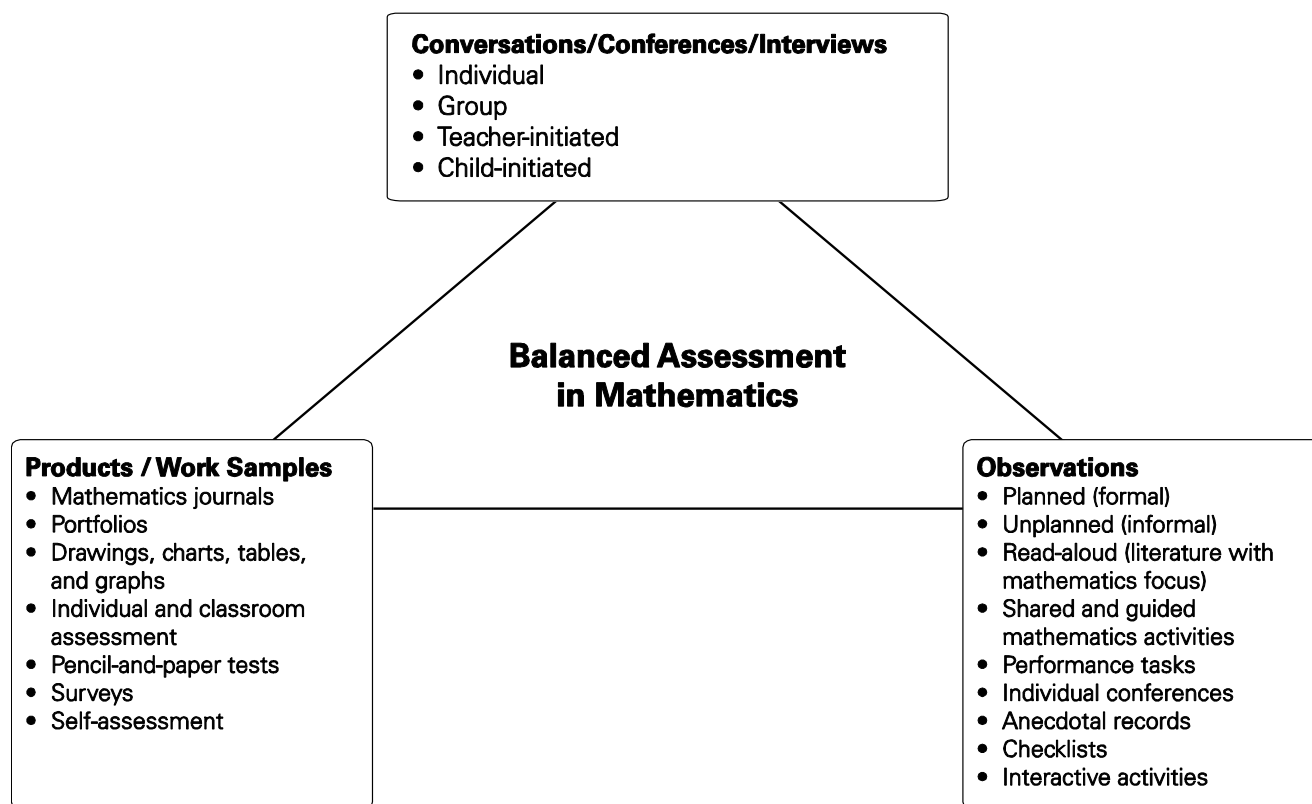 Conversations/Conferences/Interviews
• Individual
• Group
• Teacher-initiated
• Child-initiated
Balanced Assessment
in Mathematics
Products / Work Samples
• Mathematics journals
• Portfolios
• Drawings, charts, tables,
and graphs
• Individual and classroom
assessment
• Pencil-and-paper tests
• Surveys
• Self-assessment
Observations
• Planned (formal)
• Unplanned (informal)
• Read-aloud (literature with
mathematics focus)
• Shared and guided
mathematics activities
• Performance tasks
• Individual conferences
• Anecdotal records
• Checklists
• Interactive activities